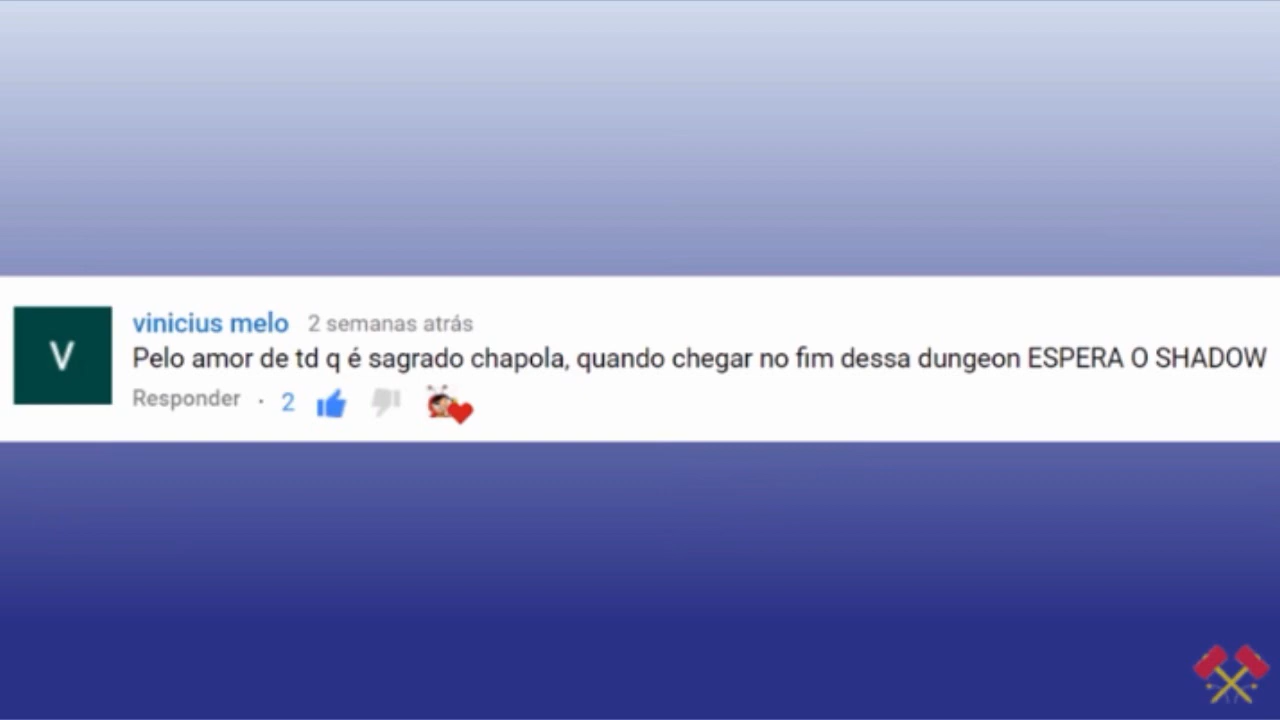 V
vinicius melo 2 semanas atrás
Pelo amor de td q é sagrado chapola, quando chegar no fim dessa dungeon ESPERA O SHADOW
Responder · 2